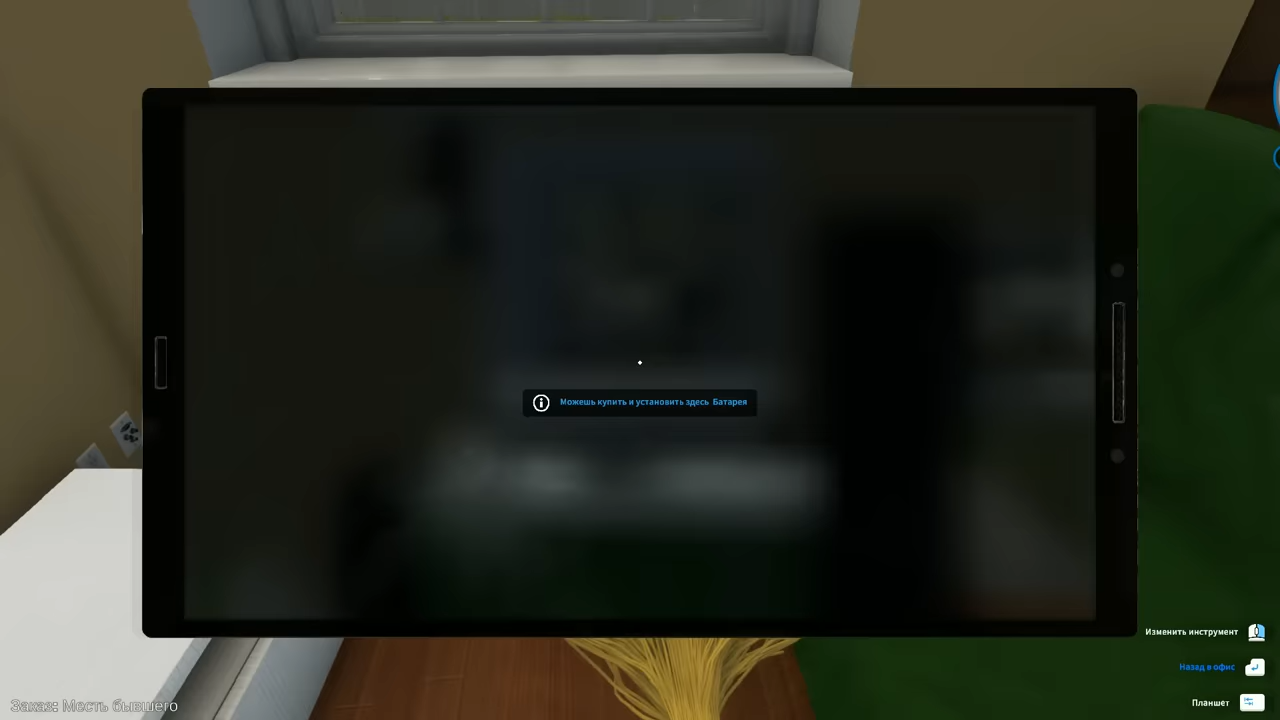 Можешь купить и установить здесь Батарея
Изменить инструмент
Назад в офис
Планшет
Заказ: Месть бывшего